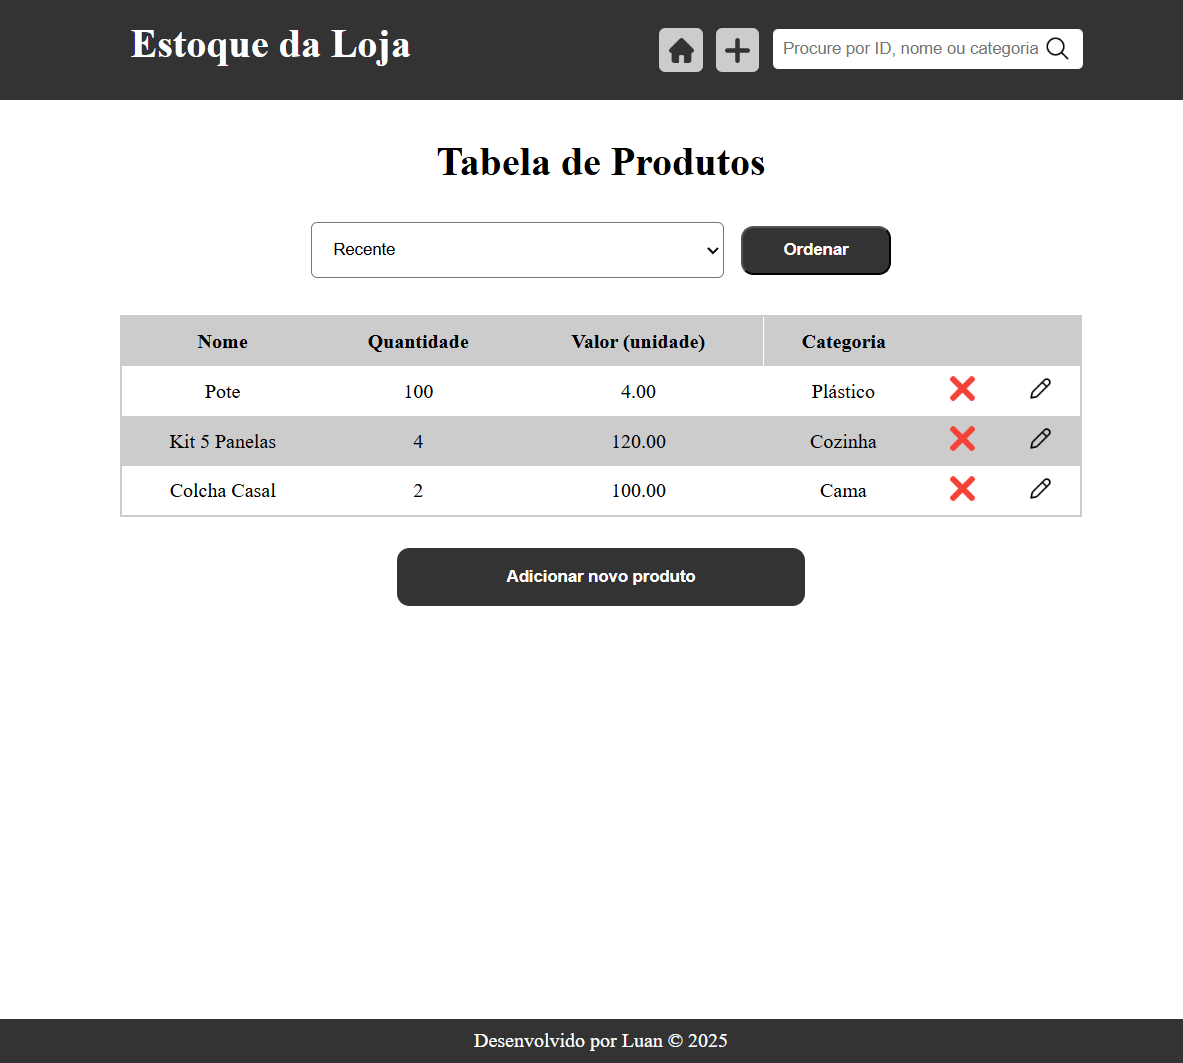 Estoque da Loja
Procure por ID, nome ou categoria
Tabela de Produtos
Recente
Ordenar
Nome Quantidade Valor (unidade) Categoria
Pote 100 4.00 Plástico
Kit 5 Panelas 4 120.00 Cozinha
Colcha Casal 2 100.00 Cama
Adicionar novo produto
Desenvolvido por Luan © 2025